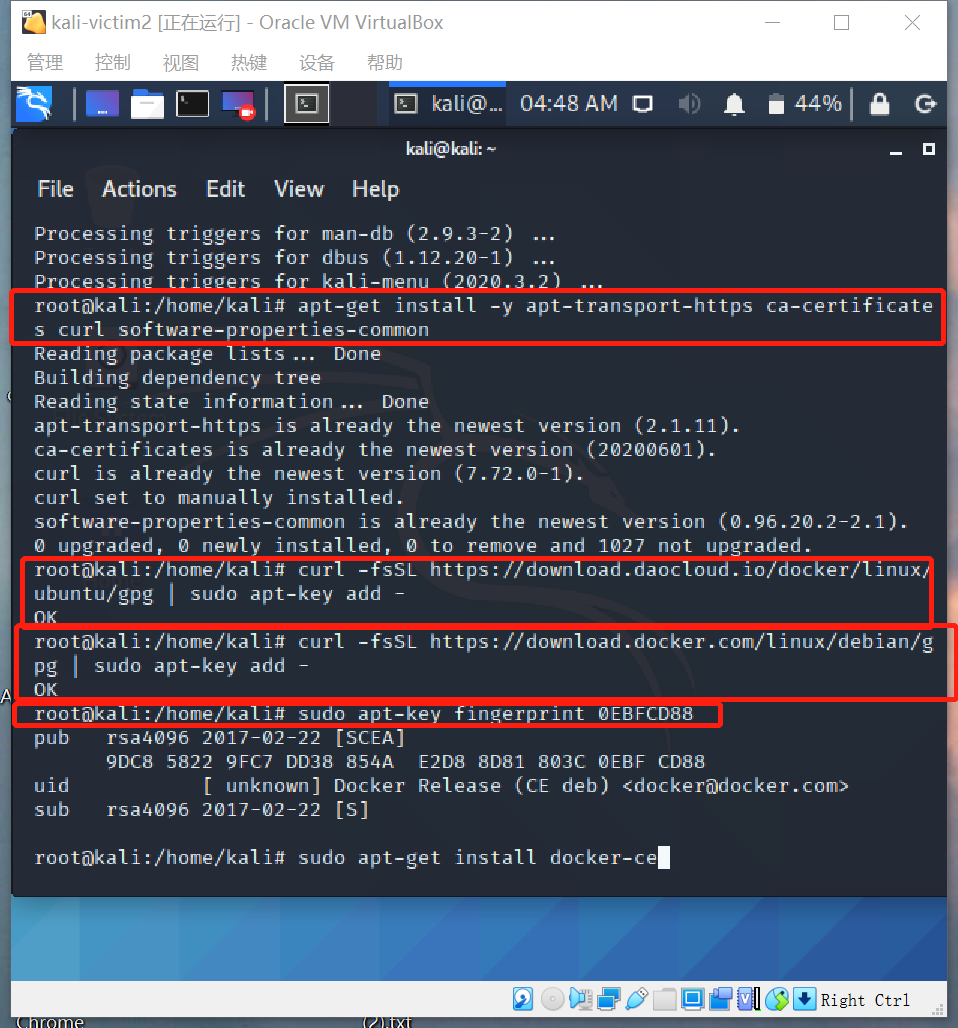 kali-victim2 [正在运行] - Oracle VM VirtualBox
管理 控制 视图 热键 设备 帮助
kali@... 04:48 AM 44%
kali@kali: ~
File Actions Edit View Help
Processing triggers for man-db (2.9.3-2) ...
Processing triggers for dbus (1.12.20-1) ...
Processing triggers for kali-menu (2020.3.2) ...
root@kali:/home/kali# apt-get install -y apt-transport-https ca-certificate
s curl software-properties-common
Reading package lists... Done
Building dependency tree
Reading state information... Done
apt-transport-https is already the newest version (2.1.11).
ca-certificates is already the newest version (20200601).
curl is already the newest version (7.72.0-1).
curl set to manually installed.
software-properties-common is already the newest version (0.96.20.2-2.1).
0 upgraded, 0 newly installed, 0 to remove and 1027 not upgraded.
root@kali:/home/kali# curl -fsSL https://download.daocloud.io/docker/linux/
ubuntu/gpg | sudo apt-key add -
OK
root@kali:/home/kali# curl -fsSL https://download.docker.com/linux/debian/g
pg | sudo apt-key add -
OK
root@kali:/home/kali# sudo apt-key fingerprint 0EBFCD88
pub rsa4096 2017-02-22 [SCEA]
9DC8 5822 9FC7 DD38 854A E2D8 8D81 803C 0EBF CD88
uid [ unknown] Docker Release (CE deb) <docker@docker.com>
sub rsa4096 2017-02-22 [S]
root@kali:/home/kali# sudo apt-get install docker-ce
Right Ctrl
Chrome (2).txt